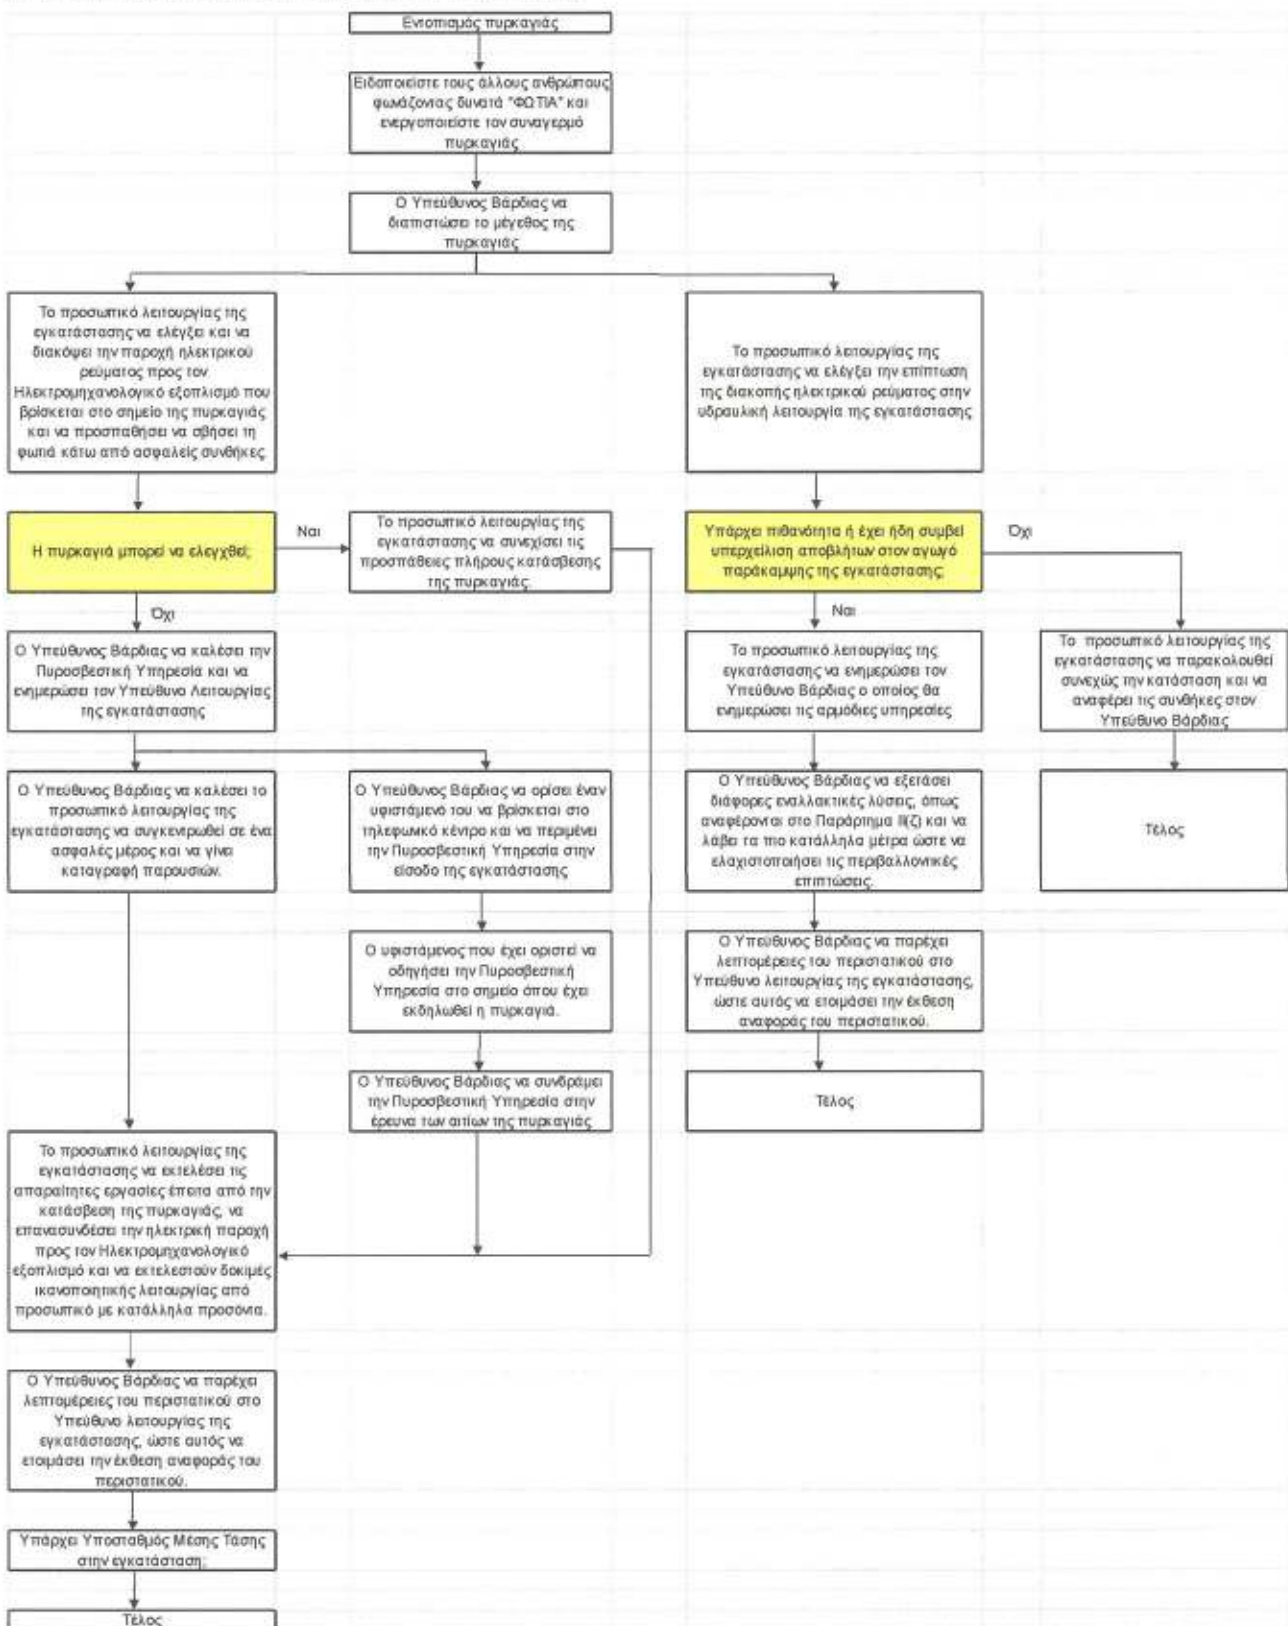 Εντοπισμός πυρκαγιάς
Ειδοποιείστε τους άλλους ανθρώπους
φωνάζοντας δυνατά "ΦΩΤΙΑ" και
ενεργοποιείστε τον συναγερμό
πυρκαγιάς
Ο Υπεύθυνος Βάρδιας να
διαπιστώσει το μέγεθος της
πυρκαγιάς
Το προσωπικό λειτουργίας της
εγκατάστασης να ελέγξει και να
διακόψει την παροχή ηλεκτρικού
ρεύματος προς τον
Ηλεκτρομηχανολογικό εξοπλισμό που
βρίσκεται στο σημείο της πυρκαγιάς
και να προσπαθήσει να σβήσει τη
φωτιά κάτω από ασφαλείς συνθήκες.
Το προσωπικό λειτουργίας της
εγκατάστασης να ελέγξει την επίπτωση
της διακοπής ηλεκτρικού ρεύματος στην
υδραυλική λειτουργία της εγκατάστασης
Η πυρκαγιά μπορεί να ελεγχθεί;
Ναι
Το προσωπικό λειτουργίας της
εγκατάστασης να συνεχίσει τις
προσπάθειες πλήρους κατάσβεσης
της πυρκαγιάς.
Υπάρχει πιθανότητα ή έχει ήδη συμβεί
υπερχείλιση αποβλήτων στον αγωγό
παράκαμψης της εγκατάστασης;
Όχι
Όχι
Ναι
Ο Υπεύθυνος Βάρδιας να καλέσει την
Πυροσβεστική Υπηρεσία και να
ενημερώσει τον Υπεύθυνο Λειτουργίας
της εγκατάστασης
Το προσωπικό λειτουργίας της
εγκατάστασης να ενημερώσει τον
Υπεύθυνο Βάρδιας ο οποίος θα
ενημερώσει τις αρμόδιες υπηρεσίες
Το προσωπικό λειτουργίας της
εγκατάστασης να παρακολουθεί
συνεχώς την κατάσταση και να
αναφέρει τις συνθήκες στον
Υπεύθυνο Βάρδιας
Ο Υπεύθυνος Βάρδιας να καλέσει το
προσωπικό λειτουργίας της
εγκατάστασης να συγκεντρωθεί σε ένα
ασφαλές μέρος και να γίνει
καταγραφή παρουσιών.
Ο Υπεύθυνος Βάρδιας να ορίσει έναν
υφιστάμενό του να βρίσκεται στο
τηλεφωνικό κέντρο και να περιμένει
την Πυροσβεστική Υπηρεσία στην
είσοδο της εγκατάστασης
Ο Υπεύθυνος Βάρδιας να εξετάσει
διάφορες εναλλακτικές λύσεις, όπως
αναφέρονται στο Παράρτημα ΙΙ(ζ) και να
λάβει τα πιο κατάλληλα μέτρα ώστε να
ελαχιστοποιήσει τις περιβαλλοντικές
επιπτώσεις.
Τέλος
Ο υφιστάμενος που έχει οριστεί να
οδηγήσει την Πυροσβεστική
Υπηρεσία στο σημείο όπου έχει
εκδηλωθεί η πυρκαγιά.
Ο Υπεύθυνος Βάρδιας να παρέχει
λεπτομέρειες του περιστατικού στο
Υπεύθυνο λειτουργίας της εγκατάστασης,
ώστε αυτός να ετοιμάσει την έκθεση
αναφοράς του περιστατικού.
Ο Υπεύθυνος Βάρδιας να συνδράμει
την Πυροσβεστική Υπηρεσία στην
έρευνα των αιτίων της πυρκαγιάς
Τέλος
Το προσωπικό λειτουργίας της
εγκατάστασης να εκτελέσει τις
απαραίτητες εργασίες έπειτα από την
κατάσβεση της πυρκαγιάς, να
επανασυνδέσει την ηλεκτρική παροχή
προς τον Ηλεκτρομηχανολογικό
εξοπλισμό και να εκτελεστούν δοκιμές
ικανοποιητικής λειτουργίας από
προσωπικό με κατάλληλα προσόντα.
Ο Υπεύθυνος Βάρδιας να παρέχει
λεπτομέρειες του περιστατικού στο
Υπεύθυνο λειτουργίας της
εγκατάστασης, ώστε αυτός να
ετοιμάσει την έκθεση αναφοράς του
περιστατικού.
Υπάρχει Υποσταθμός Μέσης Τάσης
στην εγκατάσταση;
Τέλος